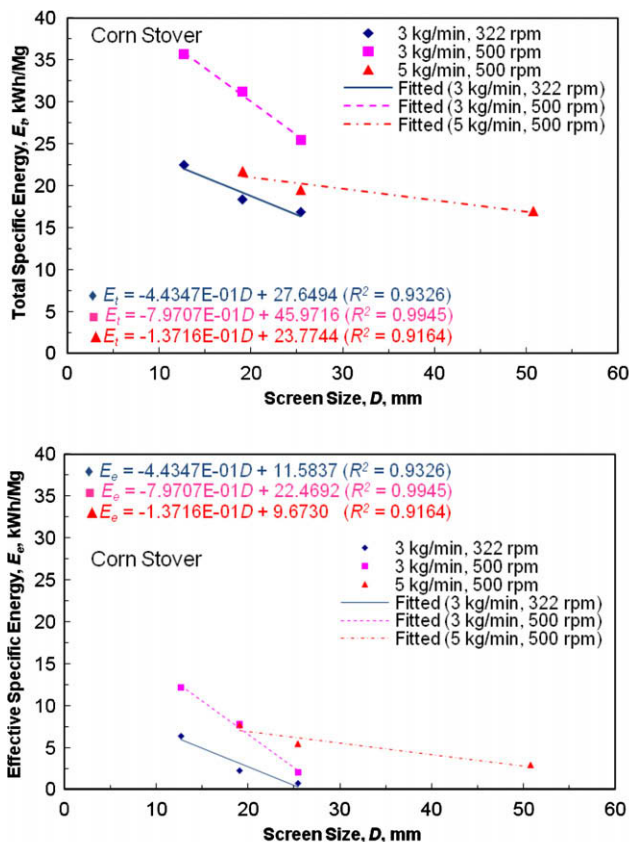 40
35
30
25
20
15
10
5
0
Total Specific Energy, Et, kWh/Mg
Corn Stover
3 kg/min, 322 rpm
3 kg/min, 500 rpm
5 kg/min, 500 rpm
Fitted (3 kg/min, 322 rpm)
Fitted (3 kg/min, 500 rpm)
Fitted (5 kg/min, 500 rpm)
Et = -4.4347E-01D + 27.6494 (R² = 0.9326)
Et = -7.9707E-01D + 45.9716 (R² = 0.9945)
Et = -1.3716E-01D + 23.7744 (R² = 0.9164)
0 10 20 30 40 50 60
Screen Size, D, mm
40
35
30
25
20
15
10
5
0
Effective Specific Energy, Ee, kWh/Mg
Ee = -4.4347E-01D + 11.5837 (R² = 0.9326)
Ee = -7.9707E-01D + 22.4692 (R² = 0.9945)
Ee = -1.3716E-01D + 9.6730 (R² = 0.9164)
Corn Stover
3 kg/min, 322 rpm
3 kg/min, 500 rpm
5 kg/min, 500 rpm
Fitted (3 kg/min, 322 rpm)
Fitted (3 kg/min, 500 rpm)
Fitted (5 kg/min, 500 rpm)
0 10 20 30 40 50 60
Screen Size, D, mm